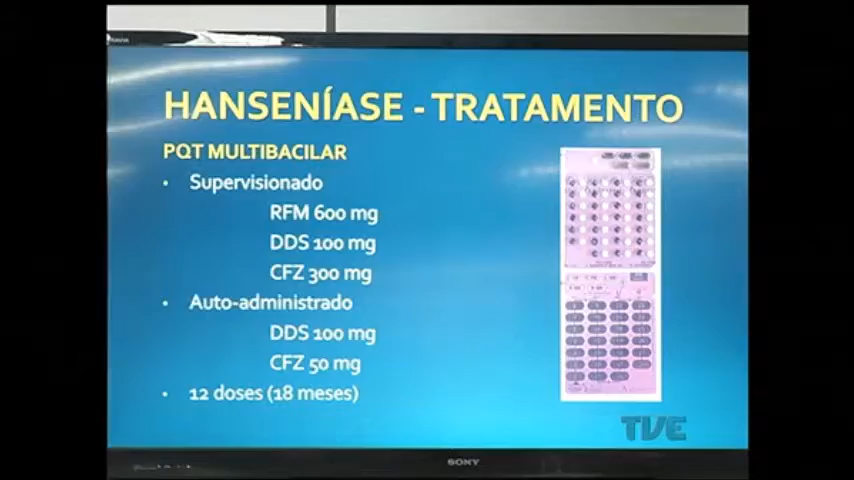 HANSENÍASE - TRATAMENTO
PQT MULTIBACILAR
• Supervisionado
RFM 600 mg
DDS 100 mg
CFZ 300 mg
• Auto-administrado
DDS 100 mg
CFZ 50 mg
• 12 doses (18 meses)
TVE
SONY